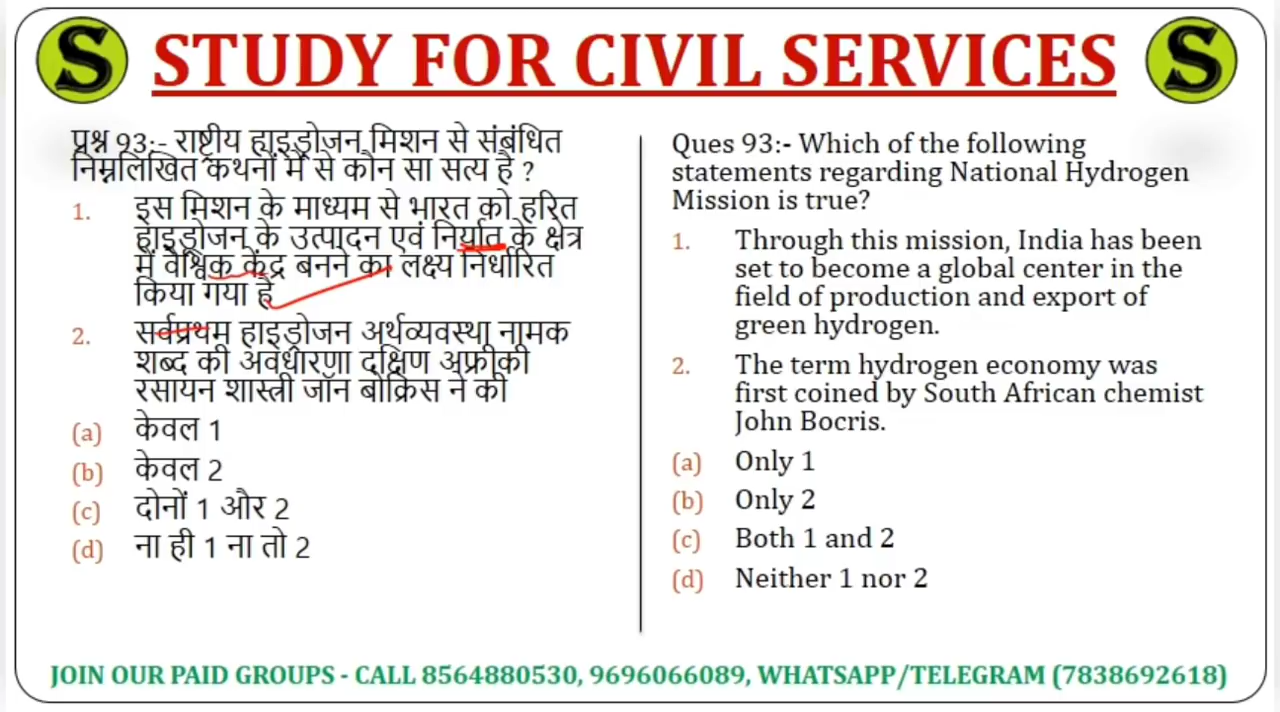 S
STUDY FOR CIVIL SERVICES
S
प्रश्न 93:- राष्ट्रीय हाइड्रोजन मिशन से संबंधित
निम्नलिखित कथनों में से कौन सा सत्य है ?
1. इस मिशन के माध्यम से भारत को हरित
हाइड्रोजन के उत्पादन एवं निर्यात के क्षेत्र
में वैश्विक केंद्र बनने का लक्ष्य निर्धारित
किया गया है
2. सर्वप्रथम हाइड्रोजन अर्थव्यवस्था नामक
शब्द की अवधारणा दक्षिण अफ्रीकी
रसायन शास्त्री जॉन बोक्रिस ने की
(a) केवल 1
(b) केवल 2
(c) दोनों 1 और 2
(d) ना ही 1 ना तो 2
Ques 93:- Which of the following
statements regarding National Hydrogen
Mission is true?
1. Through this mission, India has been
set to become a global center in the
field of production and export of
green hydrogen.
2. The term hydrogen economy was
first coined by South African chemist
John Bocris.
(a) Only 1
(b) Only 2
(c) Both 1 and 2
(d) Neither 1 nor 2
JOIN OUR PAID GROUPS - CALL 8564880530, 9696066089, WHATSAPP/TELEGRAM (7838692618)